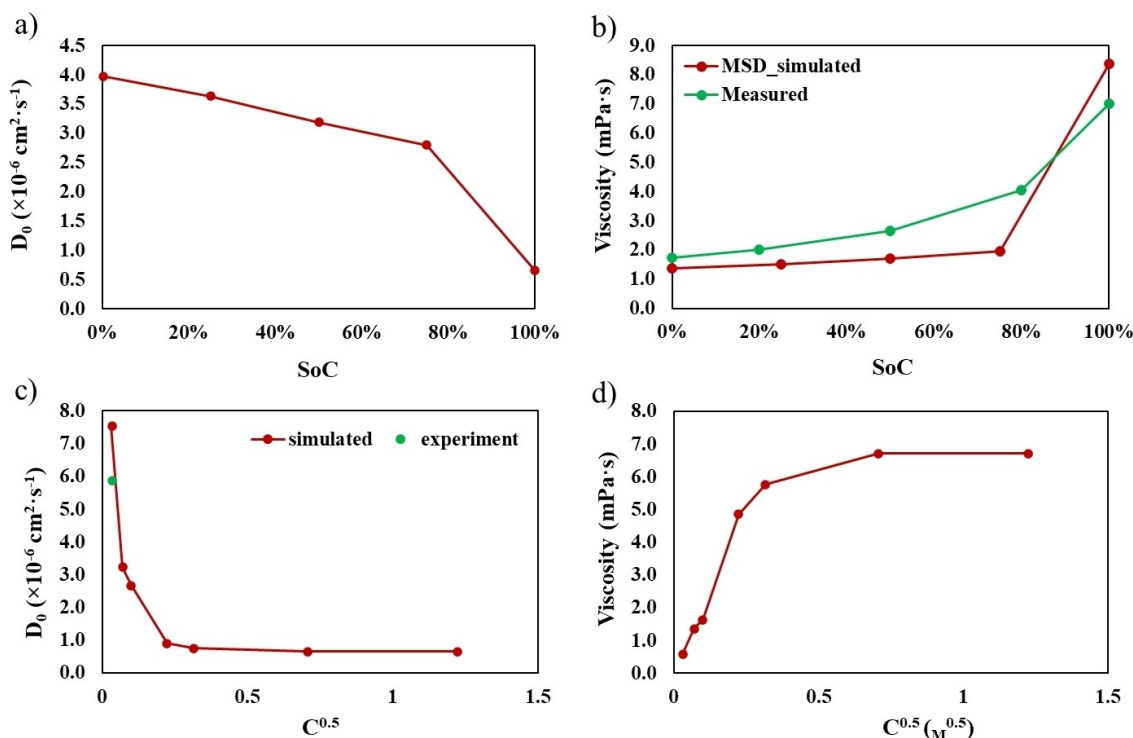 a)
4.5
4.0
3.5
3.0
2.5
2.0
1.5
1.0
0.5
0.0
D₀ (×10⁻⁶ cm²·s⁻¹)
0% 20% 40% 60% 80% 100%
SoC
b)
9.0
8.0
7.0
6.0
5.0
4.0
3.0
2.0
1.0
0.0
Viscosity (mPa·s)
MSD_simulated
Measured
0% 20% 40% 60% 80% 100%
SoC
c)
8.0
7.0
6.0
5.0
4.0
3.0
2.0
1.0
0.0
D₀ (×10⁻⁶ cm²·s⁻¹)
simulated experiment
0 0.5 1 1.5
C⁰·⁵
d)
8.0
7.0
6.0
5.0
4.0
3.0
2.0
1.0
0.0
Viscosity (mPa·s)
0 0.5 1 1.5
C⁰·⁵ (M⁰·⁵)